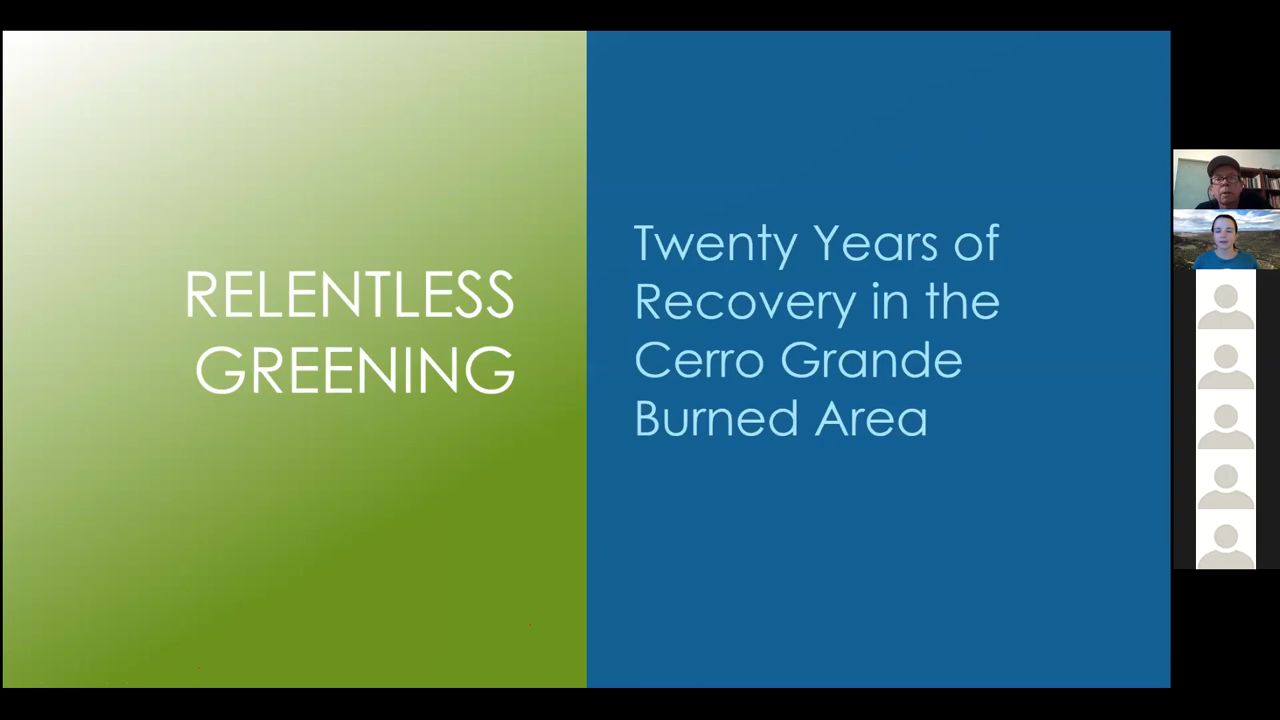 RELENTLESS
GREENING
Twenty Years of
Recovery in the
Cerro Grande
Burned Area